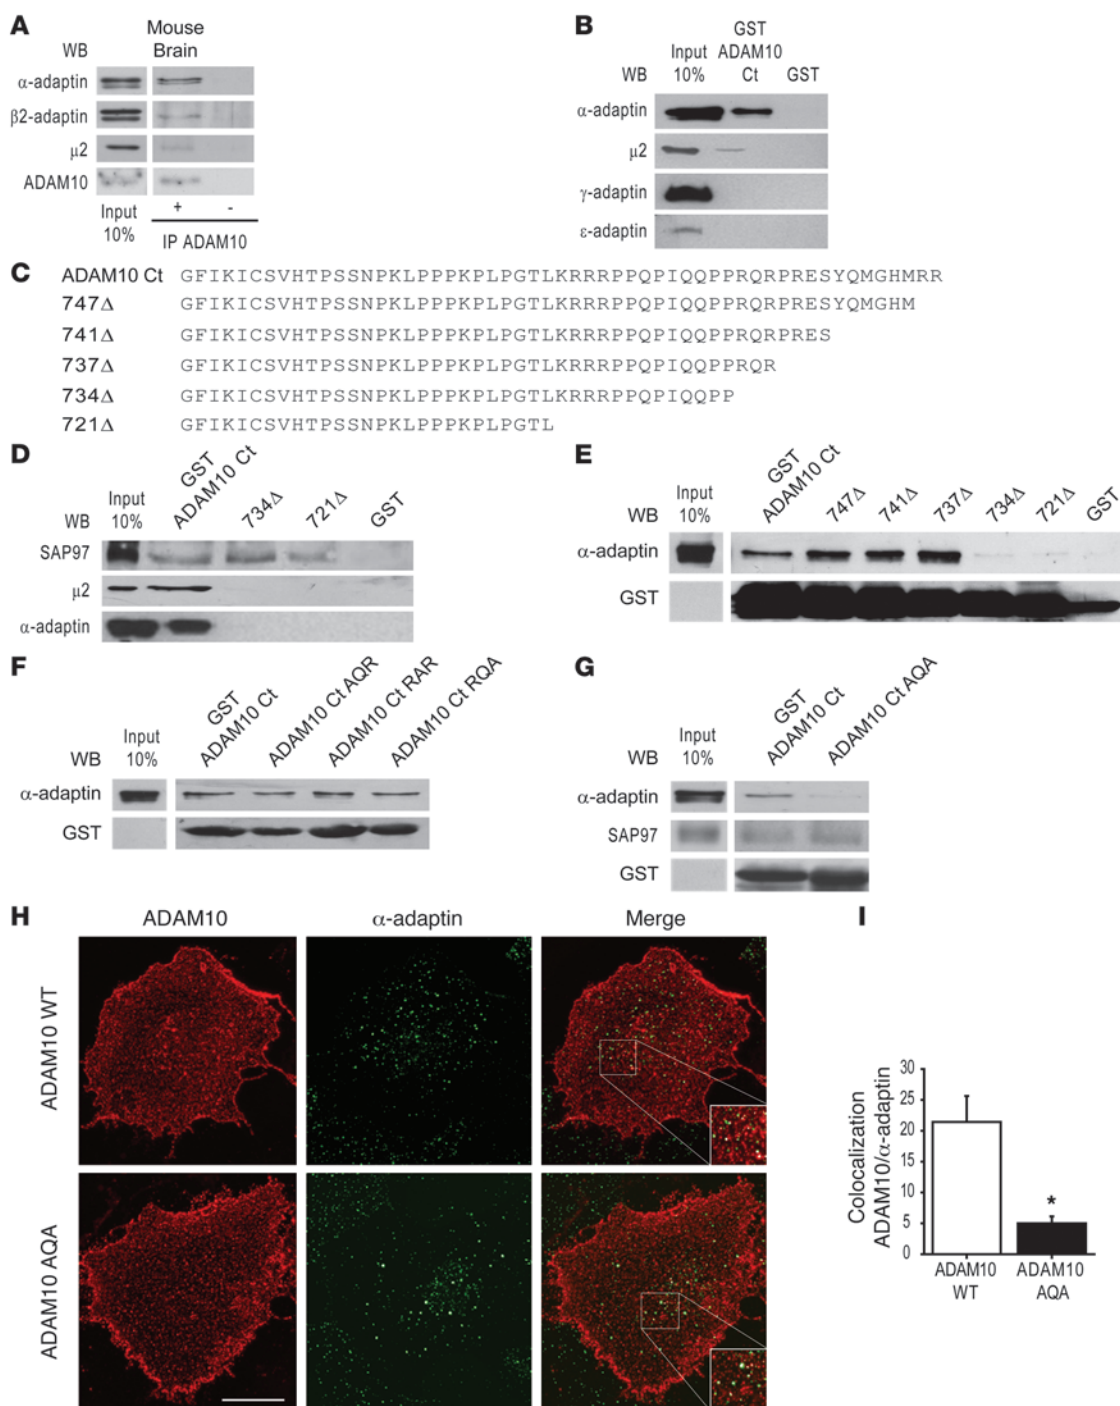 A
Mouse
WB Brain
α-adaptin
β2-adaptin
μ2
ADAM10
Input + -
10% IP ADAM10
B
GST
Input ADAM10
WB 10% Ct GST
α-adaptin
μ2
γ-adaptin
ε-adaptin
C
ADAM10 Ct GFIKICSVHTPSSNPKLPPPKPLPGTLKRRRPPQPIQQPPRQRPRESYQMGHMRR
747Δ GFIKICSVHTPSSNPKLPPPKPLPGTLKRRRPPQPIQQPPRQRPRESYQMGHM
741Δ GFIKICSVHTPSSNPKLPPPKPLPGTLKRRRPPQPIQQPPRQRPRES
737Δ GFIKICSVHTPSSNPKLPPPKPLPGTLKRRRPPQPIQQPPRQR
734Δ GFIKICSVHTPSSNPKLPPPKPLPGTLKRRRPPQPIQQPP
721Δ GFIKICSVHTPSSNPKLPPPKPLPGTL
D
WB Input 10% GST ADAM10 Ct 734Δ 721Δ GST
SAP97
μ2
α-adaptin
E
WB Input 10% GST ADAM10 Ct 747Δ 741Δ 737Δ 734Δ 721Δ GST
α-adaptin
GST
F
WB Input 10% GST ADAM10 Ct ADAM10 Ct AQR ADAM10 Ct RAR ADAM10 Ct RQA
α-adaptin
GST
G
WB Input 10% GST ADAM10 Ct ADAM10 Ct AQA
α-adaptin
SAP97
GST
H
ADAM10 α-adaptin Merge
ADAM10 WT
ADAM10 AQA
I
Colocalization
ADAM10/α-adaptin
30
25
20
15
10
5
0
*
ADAM10 ADAM10
WT AQA